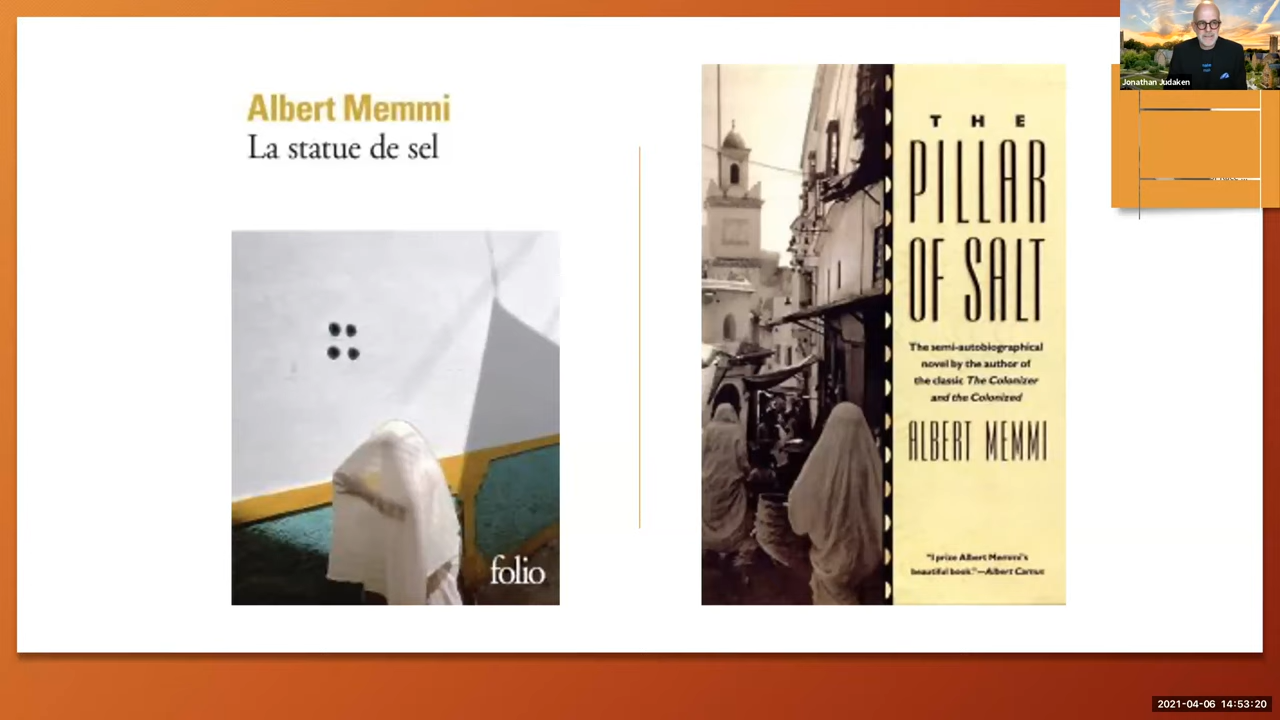 Albert Memmi
La statue de sel
folio
THE
PILLAR
OF SALT
The semi-autobiographical
novel by the author of
the classic The Colonizer
and the Colonized
ALBERT MEMMI
"I prize Albert Memmi's
beautiful book."—Albert Camus
Jonathan Judaken
2021-04-06 14:53:20